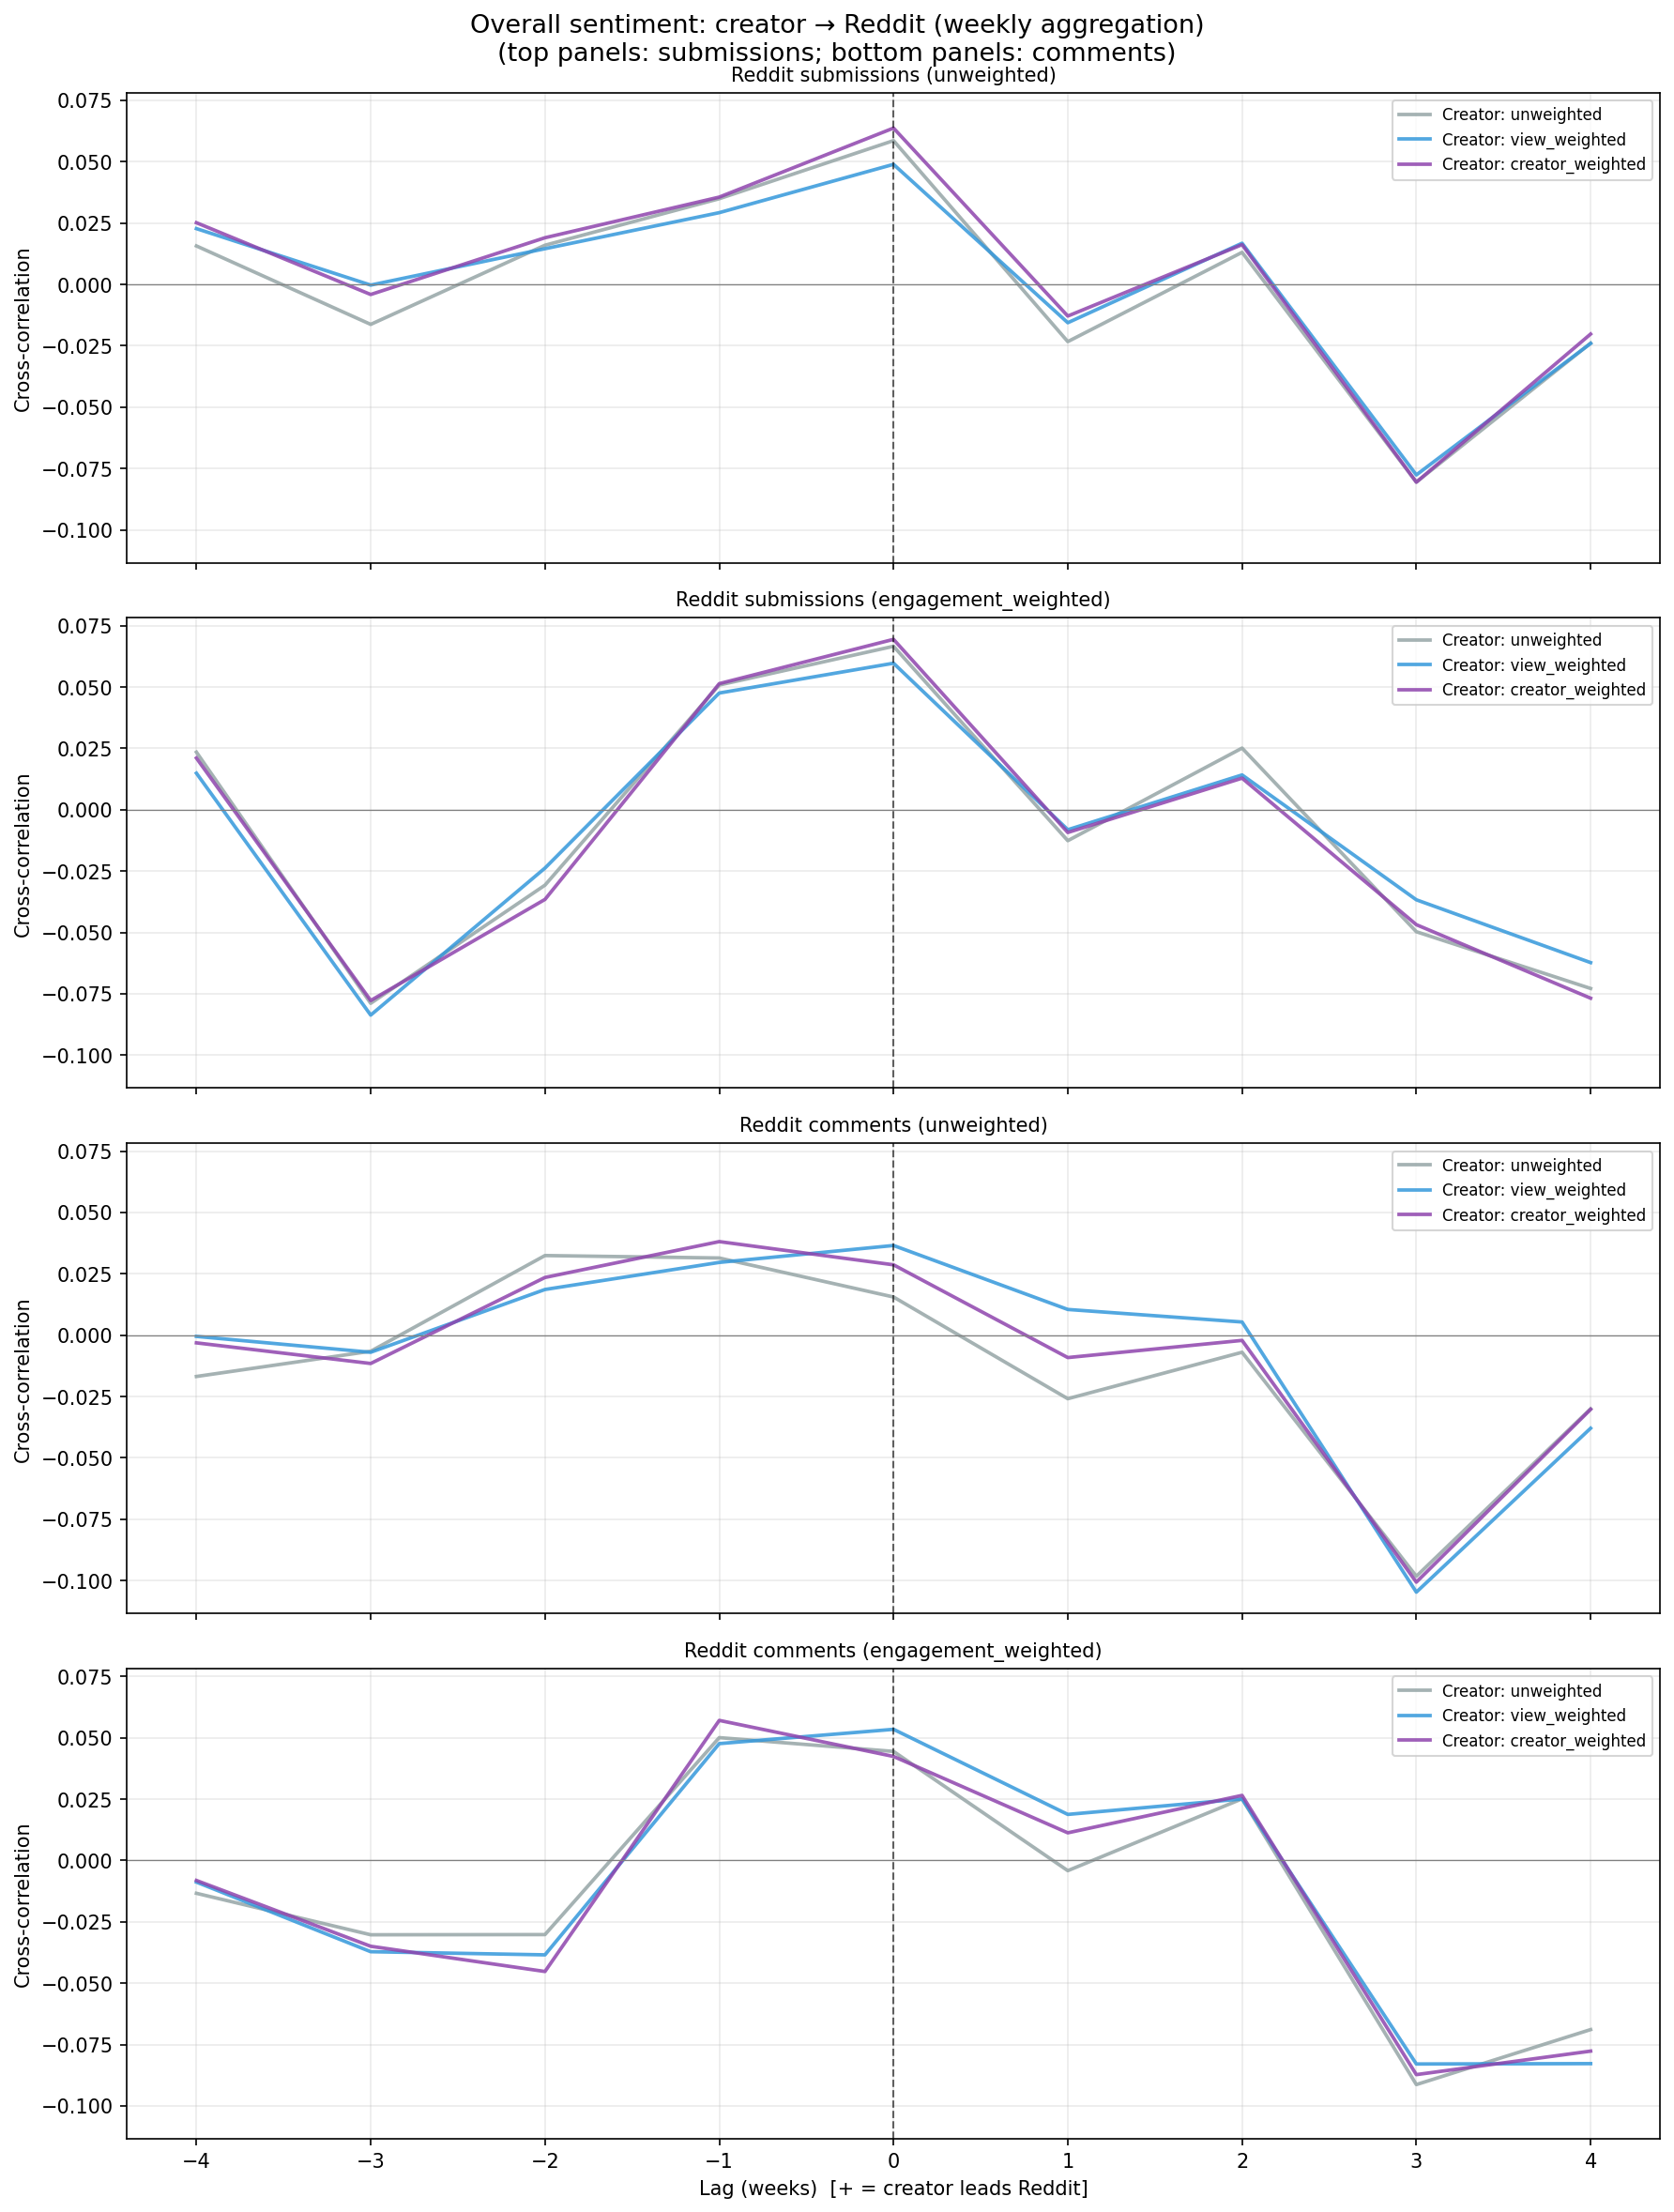 Overall sentiment: creator → Reddit (weekly aggregation)
(top panels: submissions; bottom panels: comments)
Reddit submissions (unweighted)
0.075
0.050
0.025
0.000
−0.025
−0.050
−0.075
−0.100
Cross-correlation
Creator: unweighted
Creator: view_weighted
Creator: creator_weighted
Reddit submissions (engagement_weighted)
0.075
0.050
0.025
0.000
−0.025
−0.050
−0.075
−0.100
Cross-correlation
Creator: unweighted
Creator: view_weighted
Creator: creator_weighted
Reddit comments (unweighted)
0.075
0.050
0.025
0.000
−0.025
−0.050
−0.075
−0.100
Cross-correlation
Creator: unweighted
Creator: view_weighted
Creator: creator_weighted
Reddit comments (engagement_weighted)
0.075
0.050
0.025
0.000
−0.025
−0.050
−0.075
−0.100
Cross-correlation
Creator: unweighted
Creator: view_weighted
Creator: creator_weighted
−4 −3 −2 −1 0 1 2 3 4
Lag (weeks) [+ = creator leads Reddit]